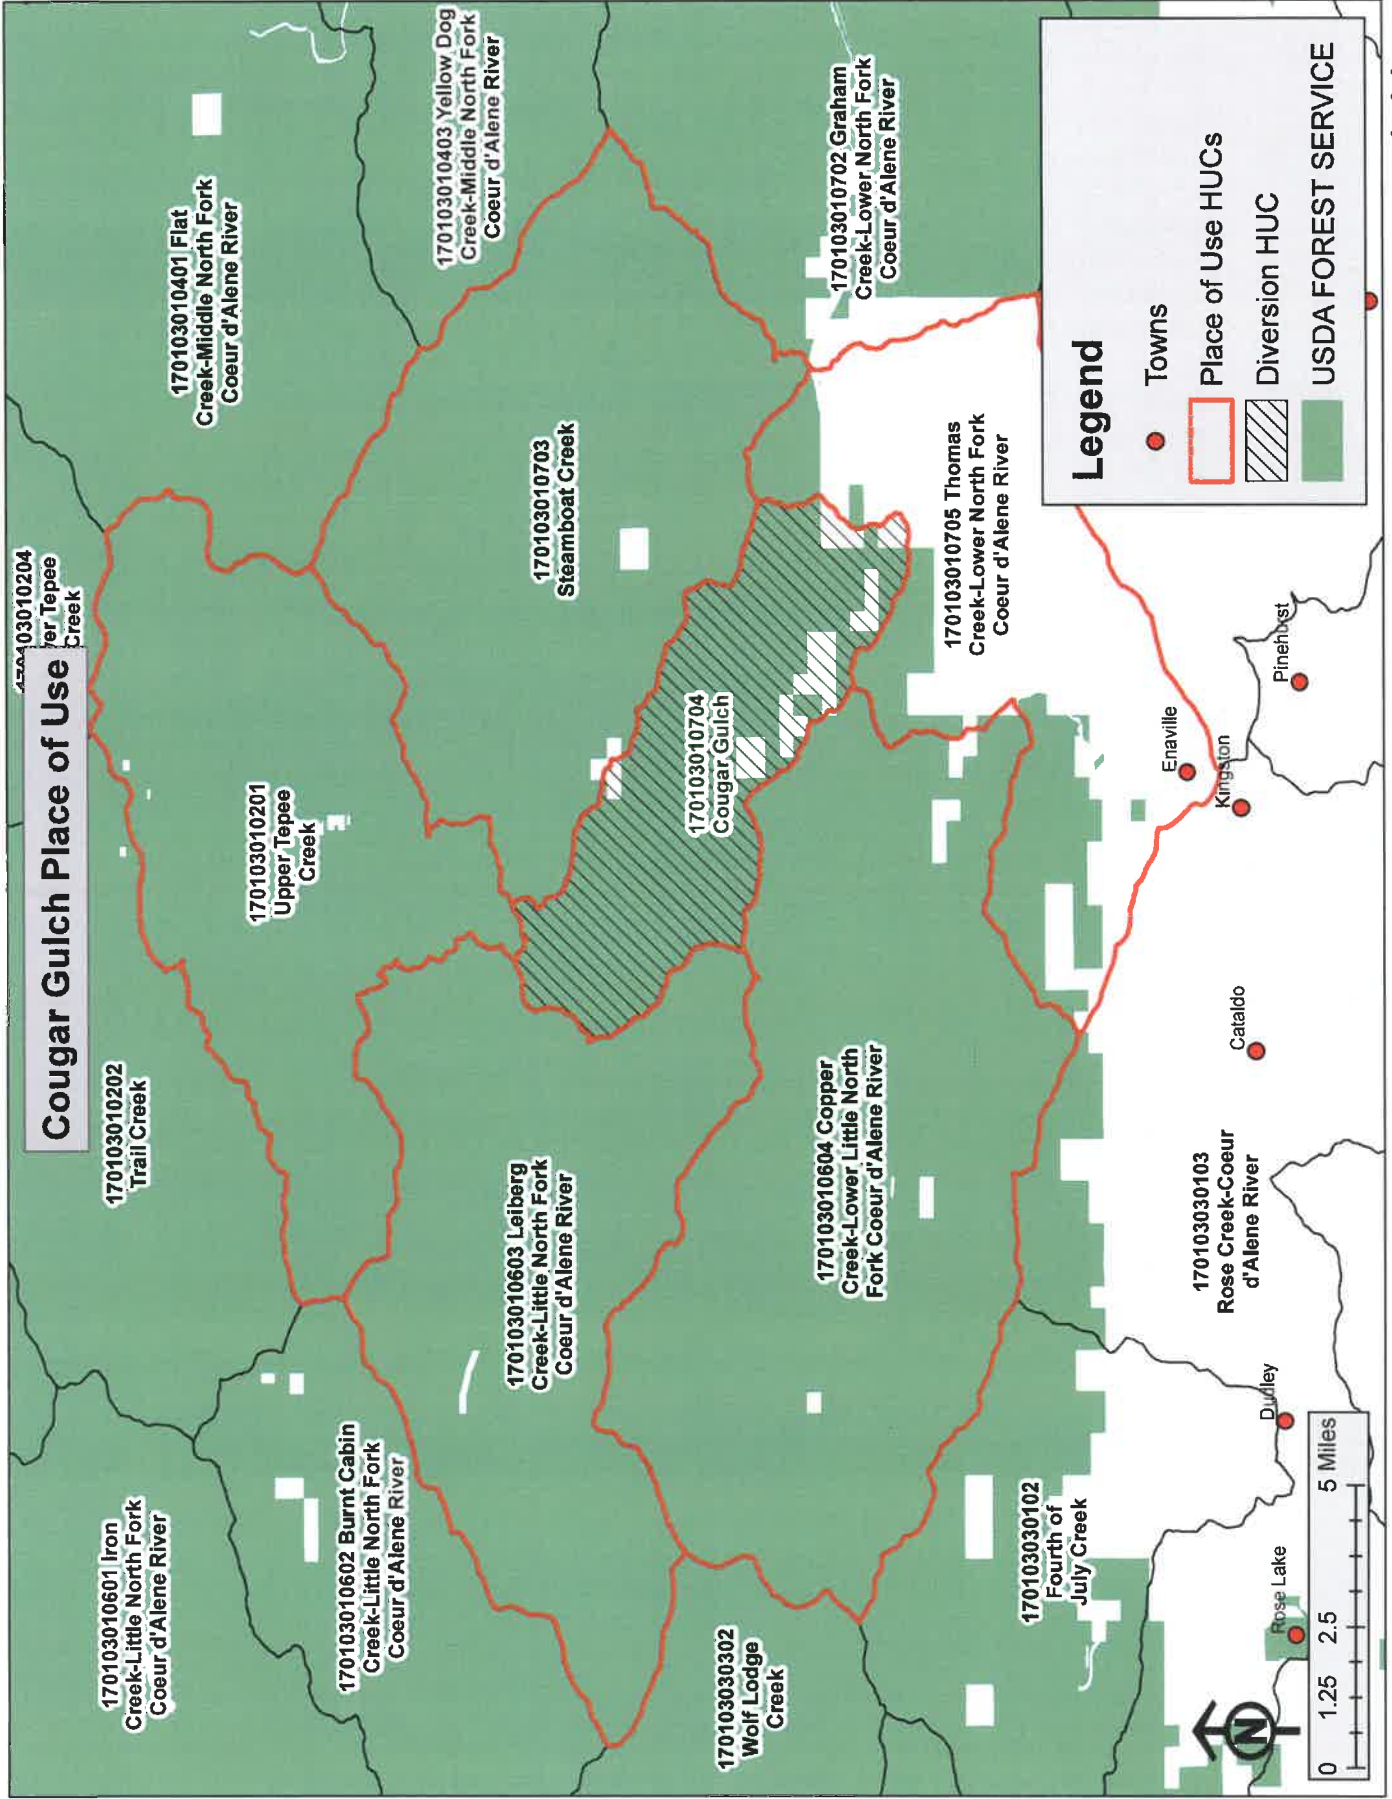 Cougar Gulch Place of Use
170103010204
er Tepee
Creek
170103010202
Trail Creek
170103010201
Upper Tepee
Creek
170103010401 Flat
Creek-Middle North Fork
Coeur d'Alene River
170103010403 Yellow Dog
Creek-Middle North Fork
Coeur d'Alene River
170103010601 Iron
Creek-Little North Fork
Coeur d'Alene River
170103010602 Burnt Cabin
Creek-Little North Fork
Coeur d'Alene River
170103010603 Leiberg
Creek-Little North Fork
Coeur d'Alene River
170103010703
Steamboat Creek
170103010704
Cougar Gulch
170103010702 Graham
Creek-Lower North Fork
Coeur d'Alene River
170103030302
Wolf Lodge
Creek
170103010604 Copper
Creek-Lower Little North
Fork Coeur d'Alene River
170103010705 Thomas
Creek-Lower North Fork
Coeur d'Alene River
170103030102
Fourth of
July Creek
170103030103
Rose Creek-Coeur
d'Alene River
Enaville
Kingston
Pinehurst
Cataldo
Dudley
Rose Lake
N
0 1.25 2.5 5 Miles
Legend
Towns
Place of Use HUCs
Diversion HUC
USDA FOREST SERVICE